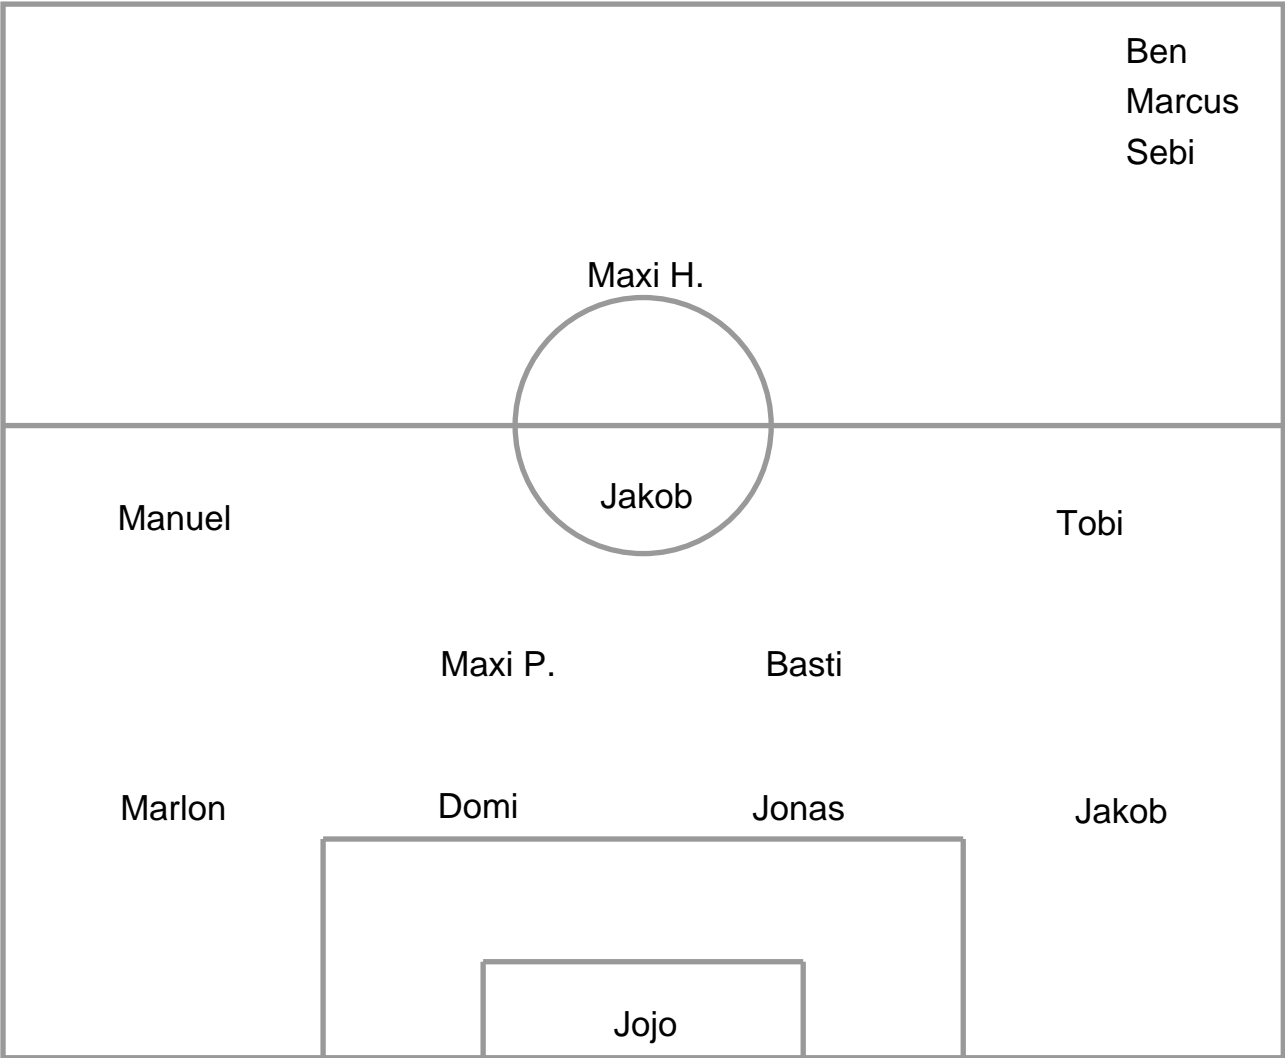 Ben
Marcus
Sebi
Maxi H.
Jakob
Manuel
Tobi
Maxi P.
Basti
Marlon
Domi
Jonas
Jakob
Jojo